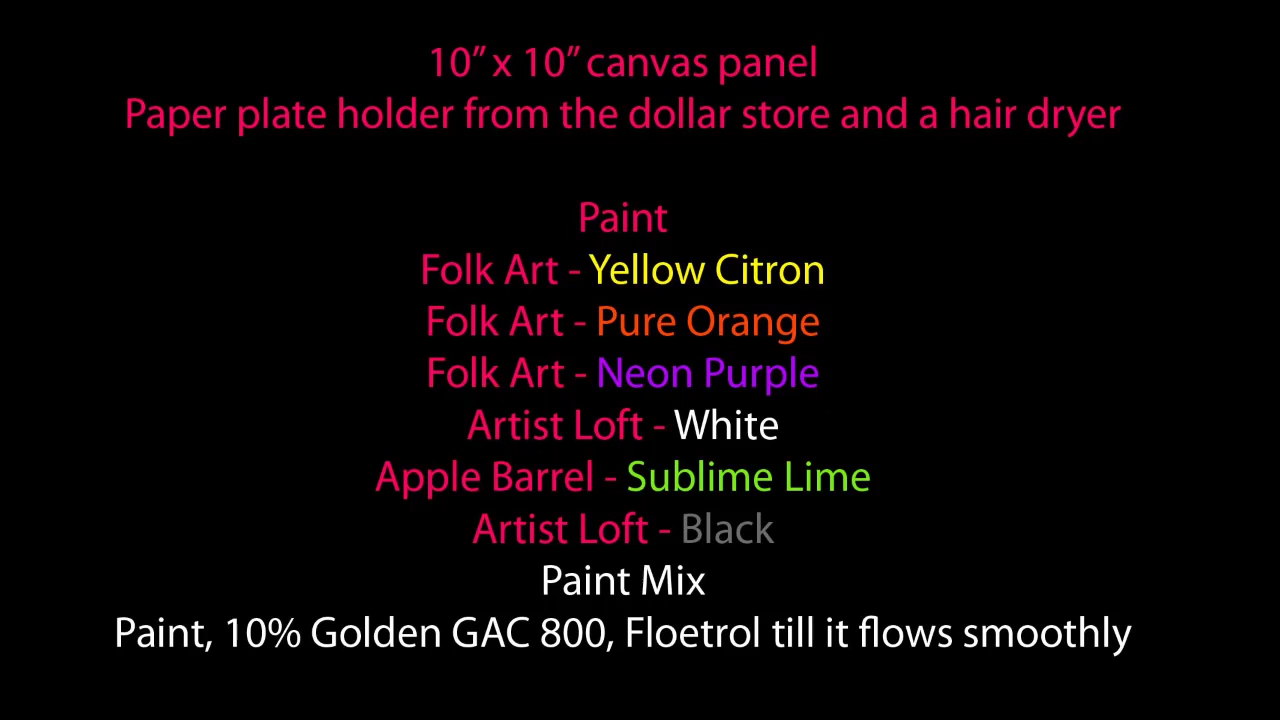 10” x 10” canvas panel
Paper plate holder from the dollar store and a hair dryer
Paint
Folk Art - Yellow Citron
Folk Art - Pure Orange
Folk Art - Neon Purple
Artist Loft - White
Apple Barrel - Sublime Lime
Artist Loft - Black
Paint Mix
Paint, 10% Golden GAC 800, Floetrol till it flows smoothly